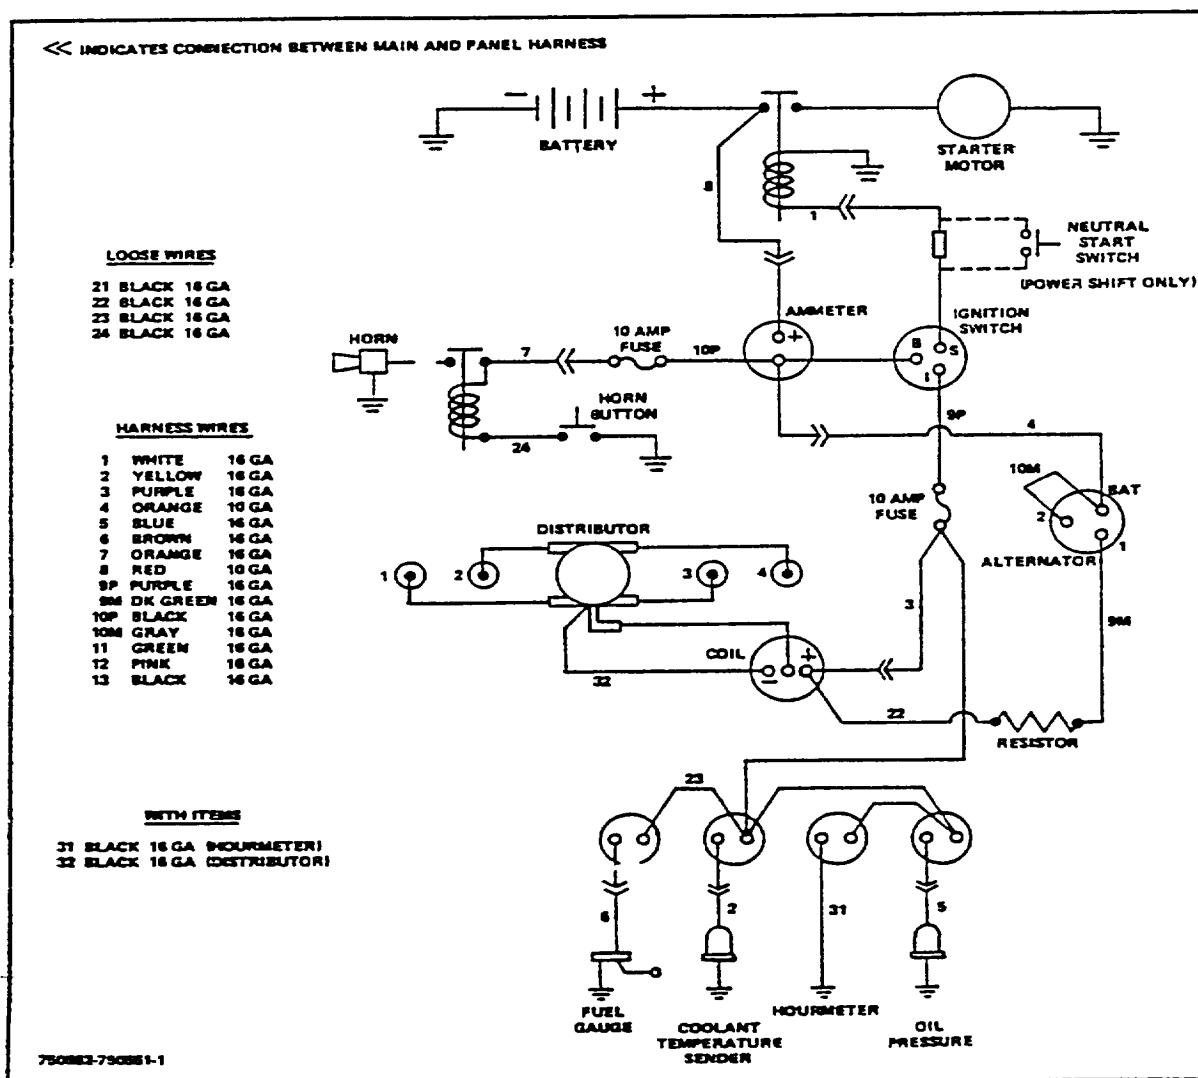 << INDICATES CONNECTION BETWEEN MAIN AND PANEL HARNESS
− +
BATTERY
STARTER
MOTOR
8
1
NEUTRAL
START
SWITCH
(POWER SHIFT ONLY)
LOOSE WIRES
21 BLACK 16 GA
22 BLACK 16 GA
23 BLACK 16 GA
24 BLACK 16 GA
AMMETER
IGNITION
SWITCH
HORN
7
10 AMP
FUSE
10P
+
B
S
I
HORN
BUTTON
24
9P
4
HARNESS WIRES
1 WHITE 16 GA
2 YELLOW 16 GA
3 PURPLE 16 GA
4 ORANGE 10 GA
5 BLUE 16 GA
6 BROWN 16 GA
7 ORANGE 16 GA
8 RED 10 GA
9P PURPLE 16 GA
9M DK GREEN 16 GA
10P BLACK 16 GA
10M GRAY 16 GA
11 GREEN 16 GA
12 PINK 16 GA
13 BLACK 16 GA
10 AMP
FUSE
10M
BAT
2
1
ALTERNATOR
DISTRIBUTOR
1 2 3 4
3
9M
COIL
− +
32
22
RESISTOR
23
WITH ITEMS
31 BLACK 16 GA (HOURMETER)
32 BLACK 16 GA (DISTRIBUTOR)
6
2
31
5
FUEL
GAUGE
COOLANT
TEMPERATURE
SENDER
HOURMETER
OIL
PRESSURE